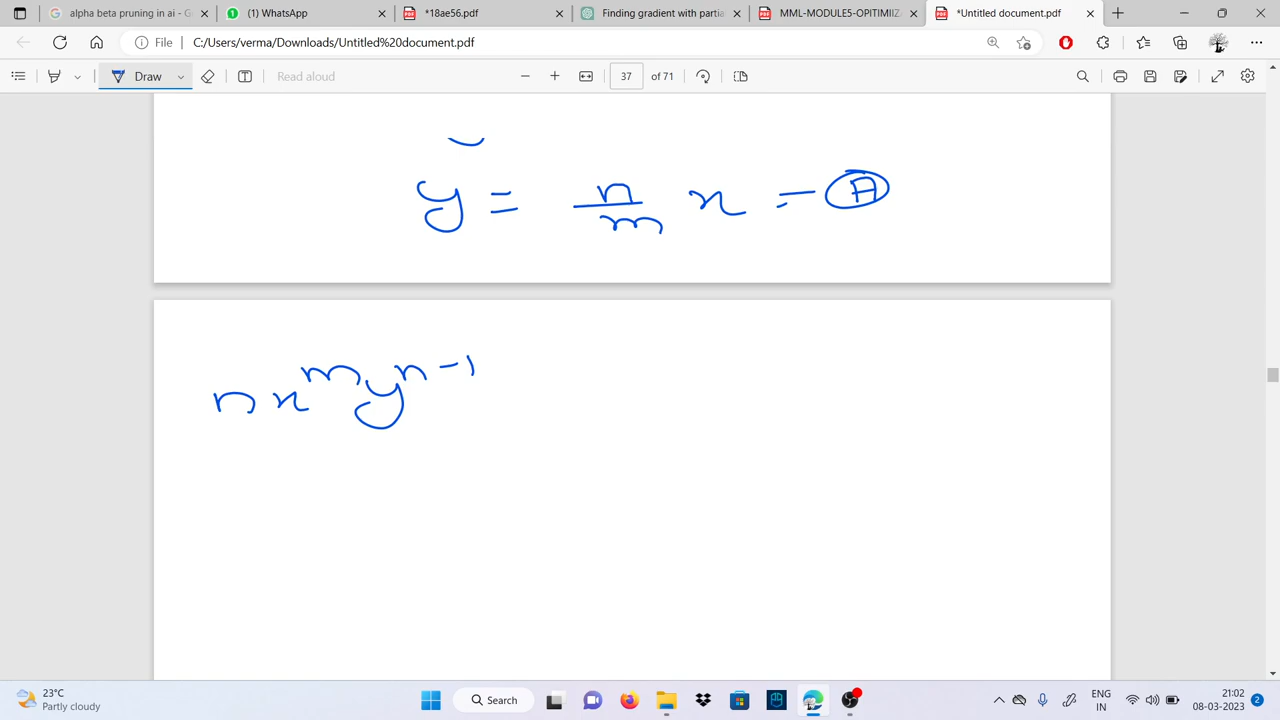 alpha beta pruning in ai - G
(1) WhatsApp
*18ae56.pdf
Finding gradient with partia
MML-MODULE5-OPITIMIIZ
*Untitled document.pdf
File C:/Users/verma/Downloads/Untitled%20document.pdf
Draw Read aloud 37 of 71
y = n/m x = A
n x^m y^{n-1}
23°C
Partly cloudy
Search
ENG
IN
21:02
08-03-2023
2